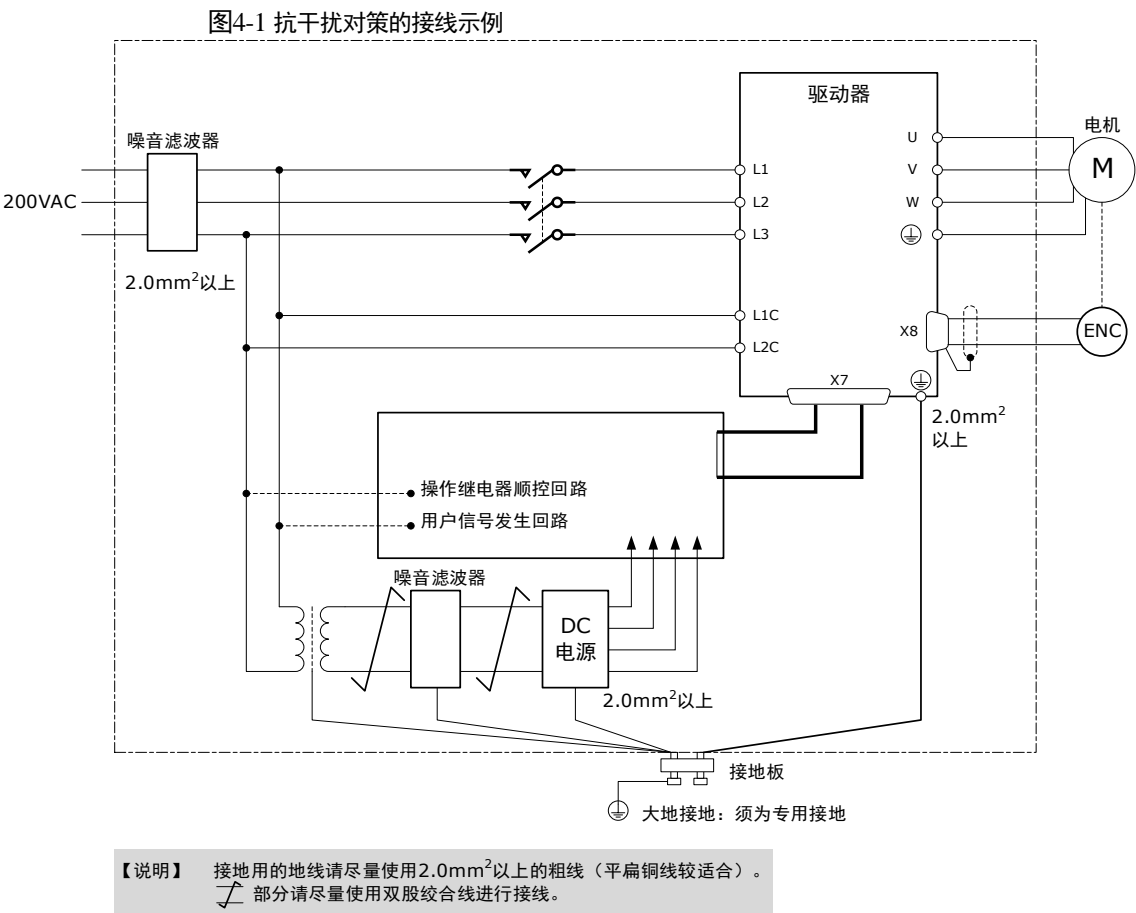 图4-1 抗干扰对策的接线示例
驱动器
噪音滤波器
电机
U
V
W
M
L1
L2
L3
200VAC
2.0mm²以上
L1C
L2C
X8
ENC
X7
2.0mm²
以上
操作继电器顺控回路
用户信号发生回路
噪音滤波器
DC
电源
2.0mm²以上
接地板
大地接地：须为专用接地
【说明】 接地用的地线请尽量使用2.0mm²以上的粗线（平扁铜线较适合）。
部分请尽量使用双股绞合线进行接线。